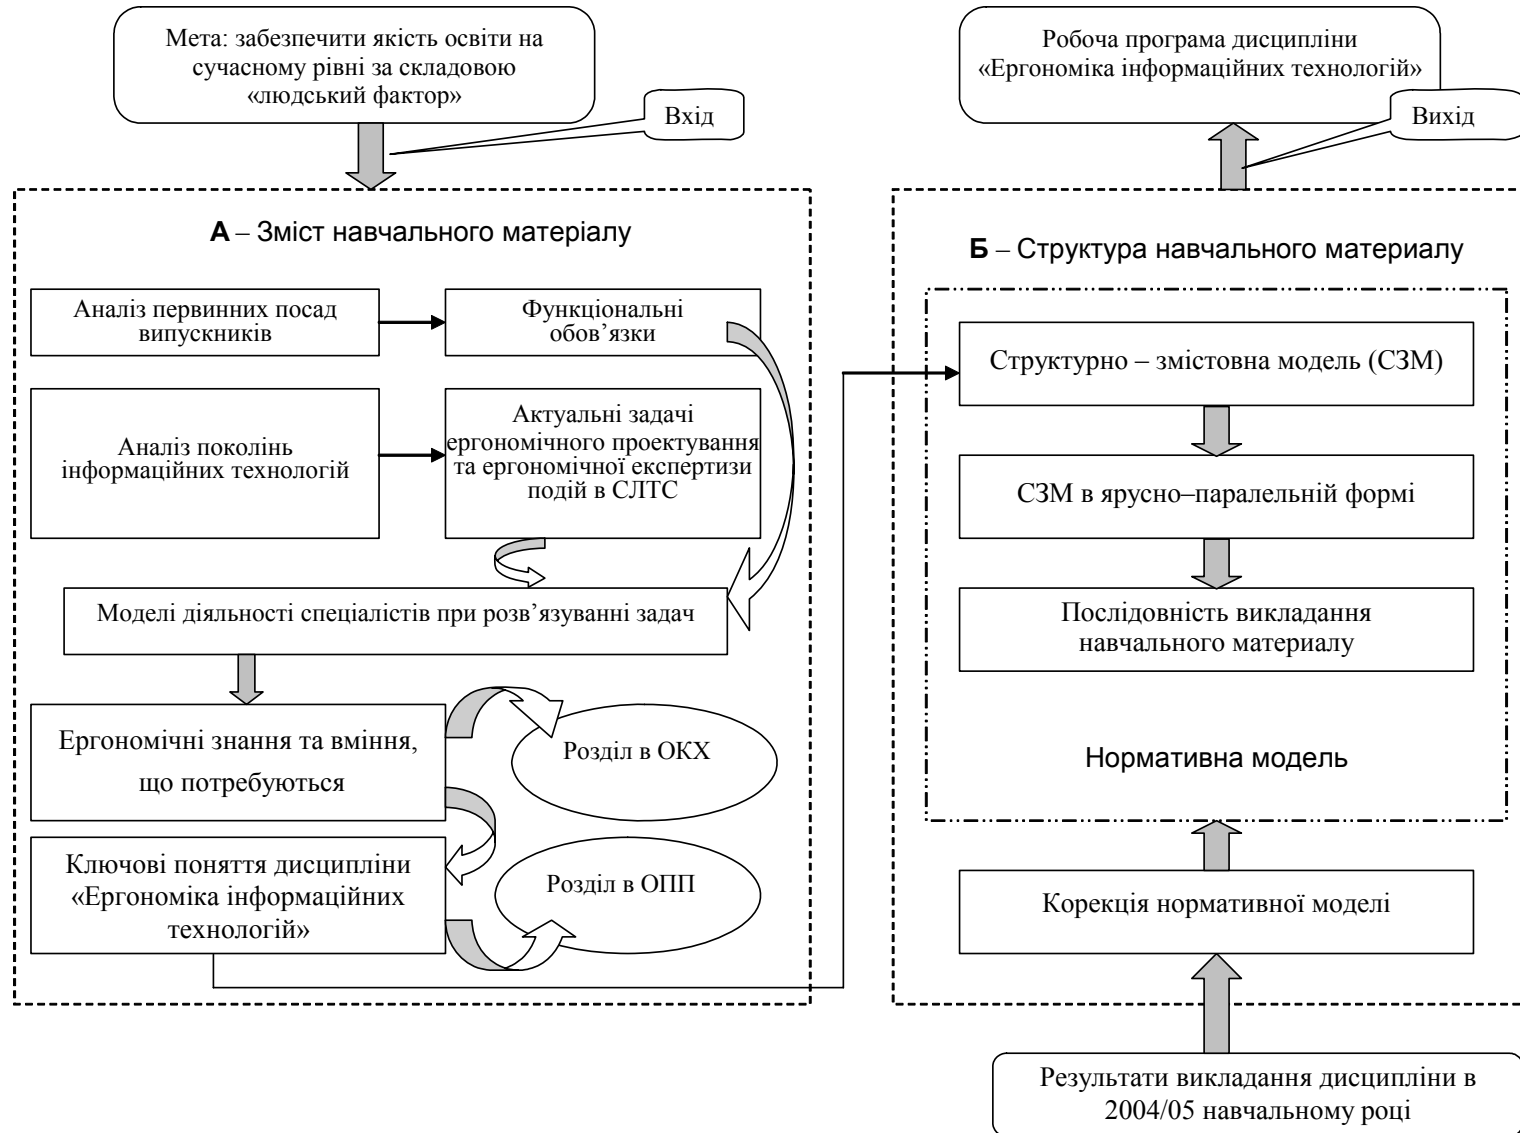 Мета: забезпечити якість освіти на
сучасному рівні за складовою
«людський фактор»
Вхід
А – Зміст навчального матеріалу
Аналіз первинних посад
випускників
Функціональні
обов’язки
Аналіз поколінь
інформаційних технологій
Актуальні задачі
ергономічного проектування
та ергономічної експертизи
подій в СЛТС
Моделі діяльності спеціалістів при розв’язуванні задач
Ергономічні знання та вміння,
що потребуються
Розділ в ОКХ
Ключові поняття дисципліни
«Ергономіка інформаційних
технологій»
Розділ в ОПП
Робоча програма дисципліни
«Ергономіка інформаційних технологій»
Вихід
Б – Структура навчального материалу
Структурно – змістовна модель (СЗМ)
СЗМ в ярусно–паралельній формі
Послідовність викладання
навчального материалу
Нормативна модель
Корекція нормативної моделі
Результати викладання дисципліни в
2004/05 навчальному році